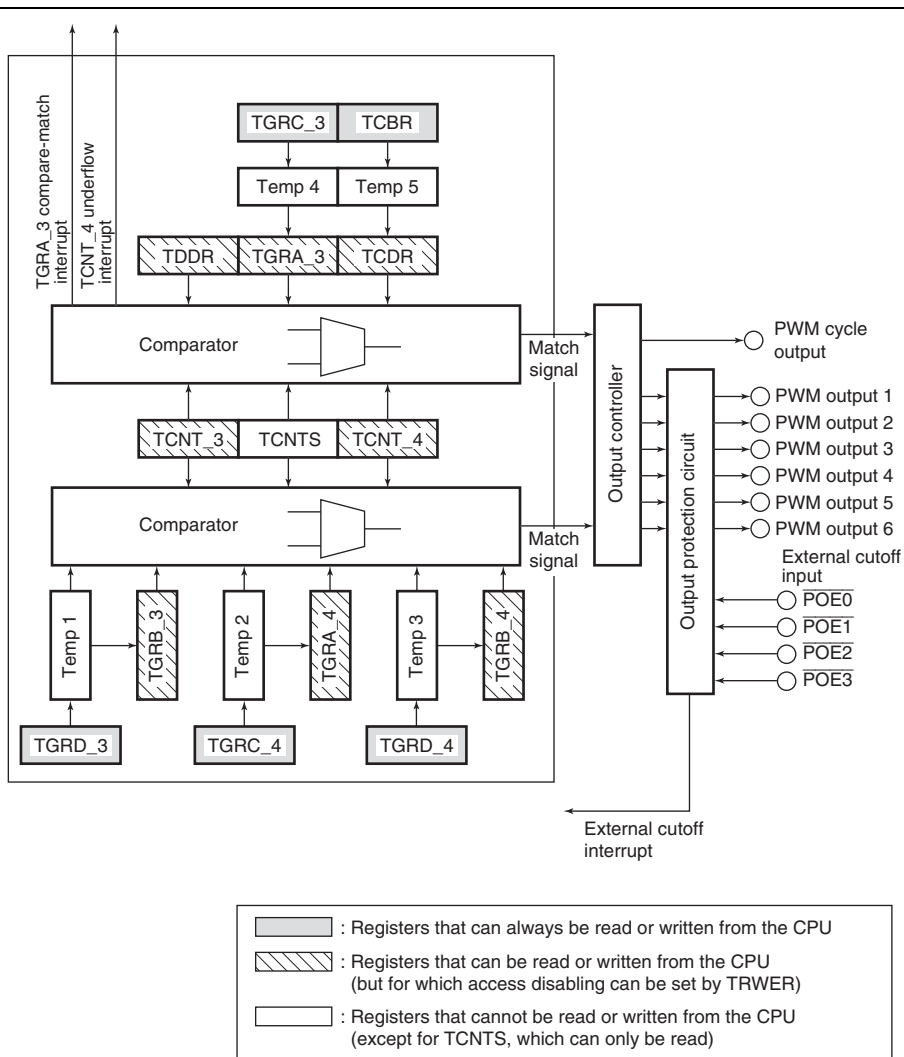 TGRA_3 compare-match
interrupt
TCNT_4 underflow
interrupt
TGRC_3 TCBR
Temp 4 Temp 5
TDDR TGRA_3 TCDR
Comparator
Match
signal
PWM cycle
output
TCNT_3 TCNTS TCNT_4
Comparator
Match
signal
Output controller
Output protection circuit
PWM output 1
PWM output 2
PWM output 3
PWM output 4
PWM output 5
PWM output 6
External cutoff
input
POE0
POE1
POE2
POE3
Temp 1 TGRB_3 Temp 2 TGRA_4 Temp 3 TGRB_4
TGRD_3 TGRC_4 TGRD_4
External cutoff
interrupt
: Registers that can always be read or written from the CPU
: Registers that can be read or written from the CPU
(but for which access disabling can be set by TRWER)
: Registers that cannot be read or written from the CPU
(except for TCNTS, which can only be read)